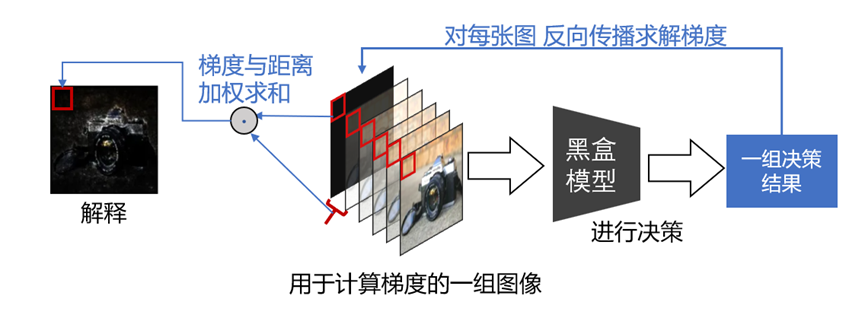 对每张图 反向传播求解梯度
梯度与距离
加权求和
黑盒
模型
一组决策
结果
解释
进行决策
用于计算梯度的一组图像